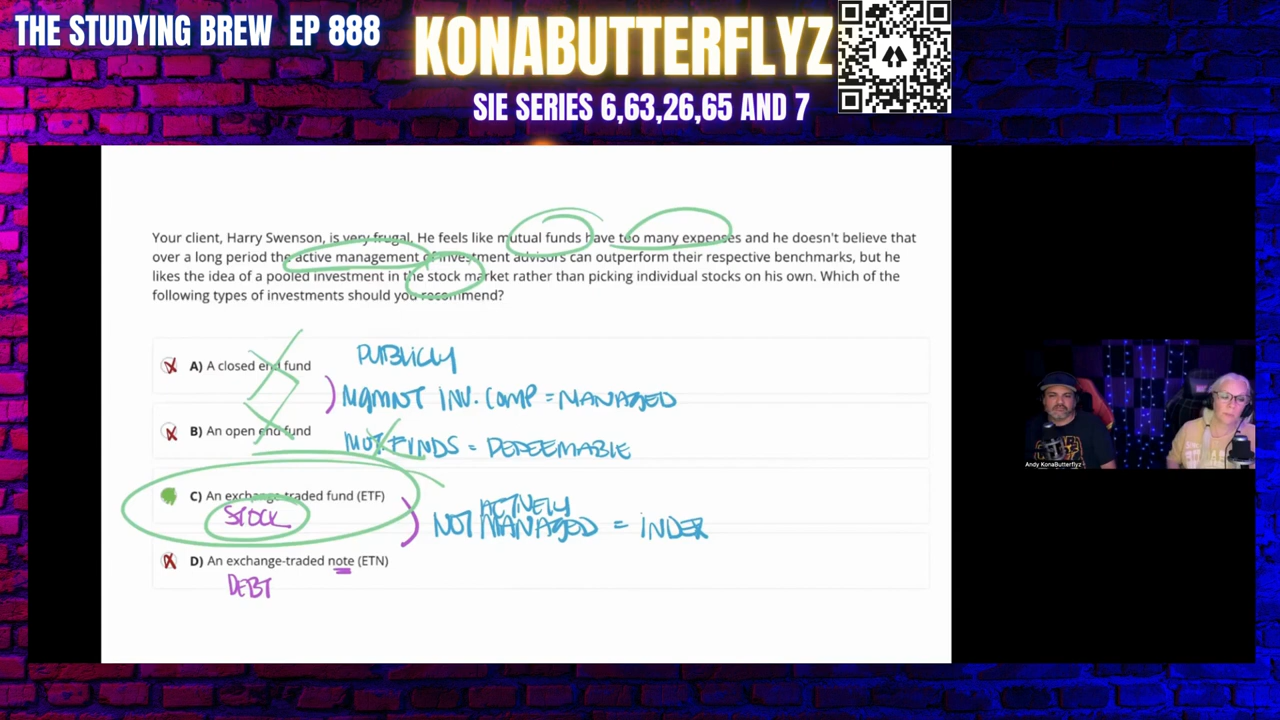 THE STUDYING BREW EP 888
KONABUTTERFLYZ
SIE SERIES 6,63,26,65 AND 7
Your client, Harry Swenson, is very frugal. He feels like mutual funds have too many expenses and he doesn't believe that
over a long period the active management of investment advisors can outperform their respective benchmarks, but he
likes the idea of a pooled investment in the stock market rather than picking individual stocks on his own. Which of the
following types of investments should you recommend?
A) A closed end fund
PUBLICLY
MGMNT INV. COMP = MANAGED
B) An open end fund
MUT. FUNDS = REDEEMABLE
C) An exchange-traded fund (ETF)
STOCK
ACTIVELY
NOT MANAGED = INDEX
D) An exchange-traded note (ETN)
DEBT
Andy KonaButterflyz